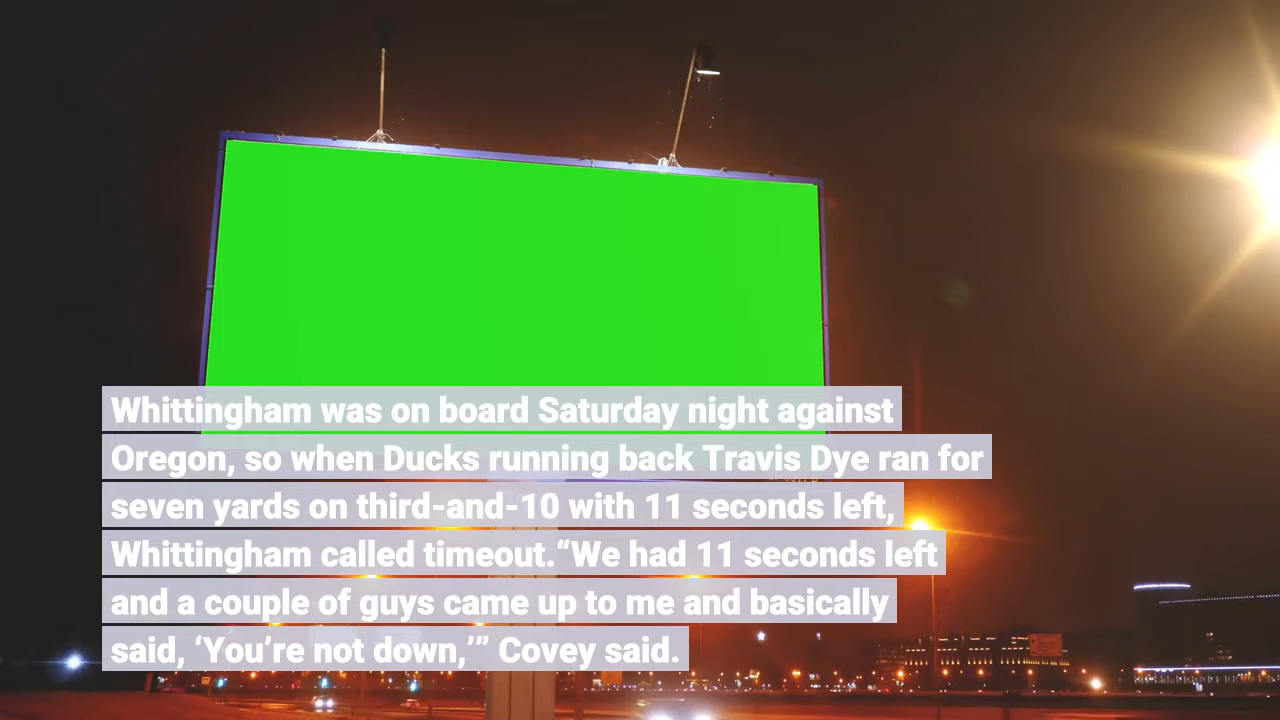 Whittingham was on board Saturday night against
Oregon, so when Ducks running back Travis Dye ran for
seven yards on third-and-10 with 11 seconds left,
Whittingham called timeout.“We had 11 seconds left
and a couple of guys came up to me and basically
said, ‘You’re not down,’” Covey said.